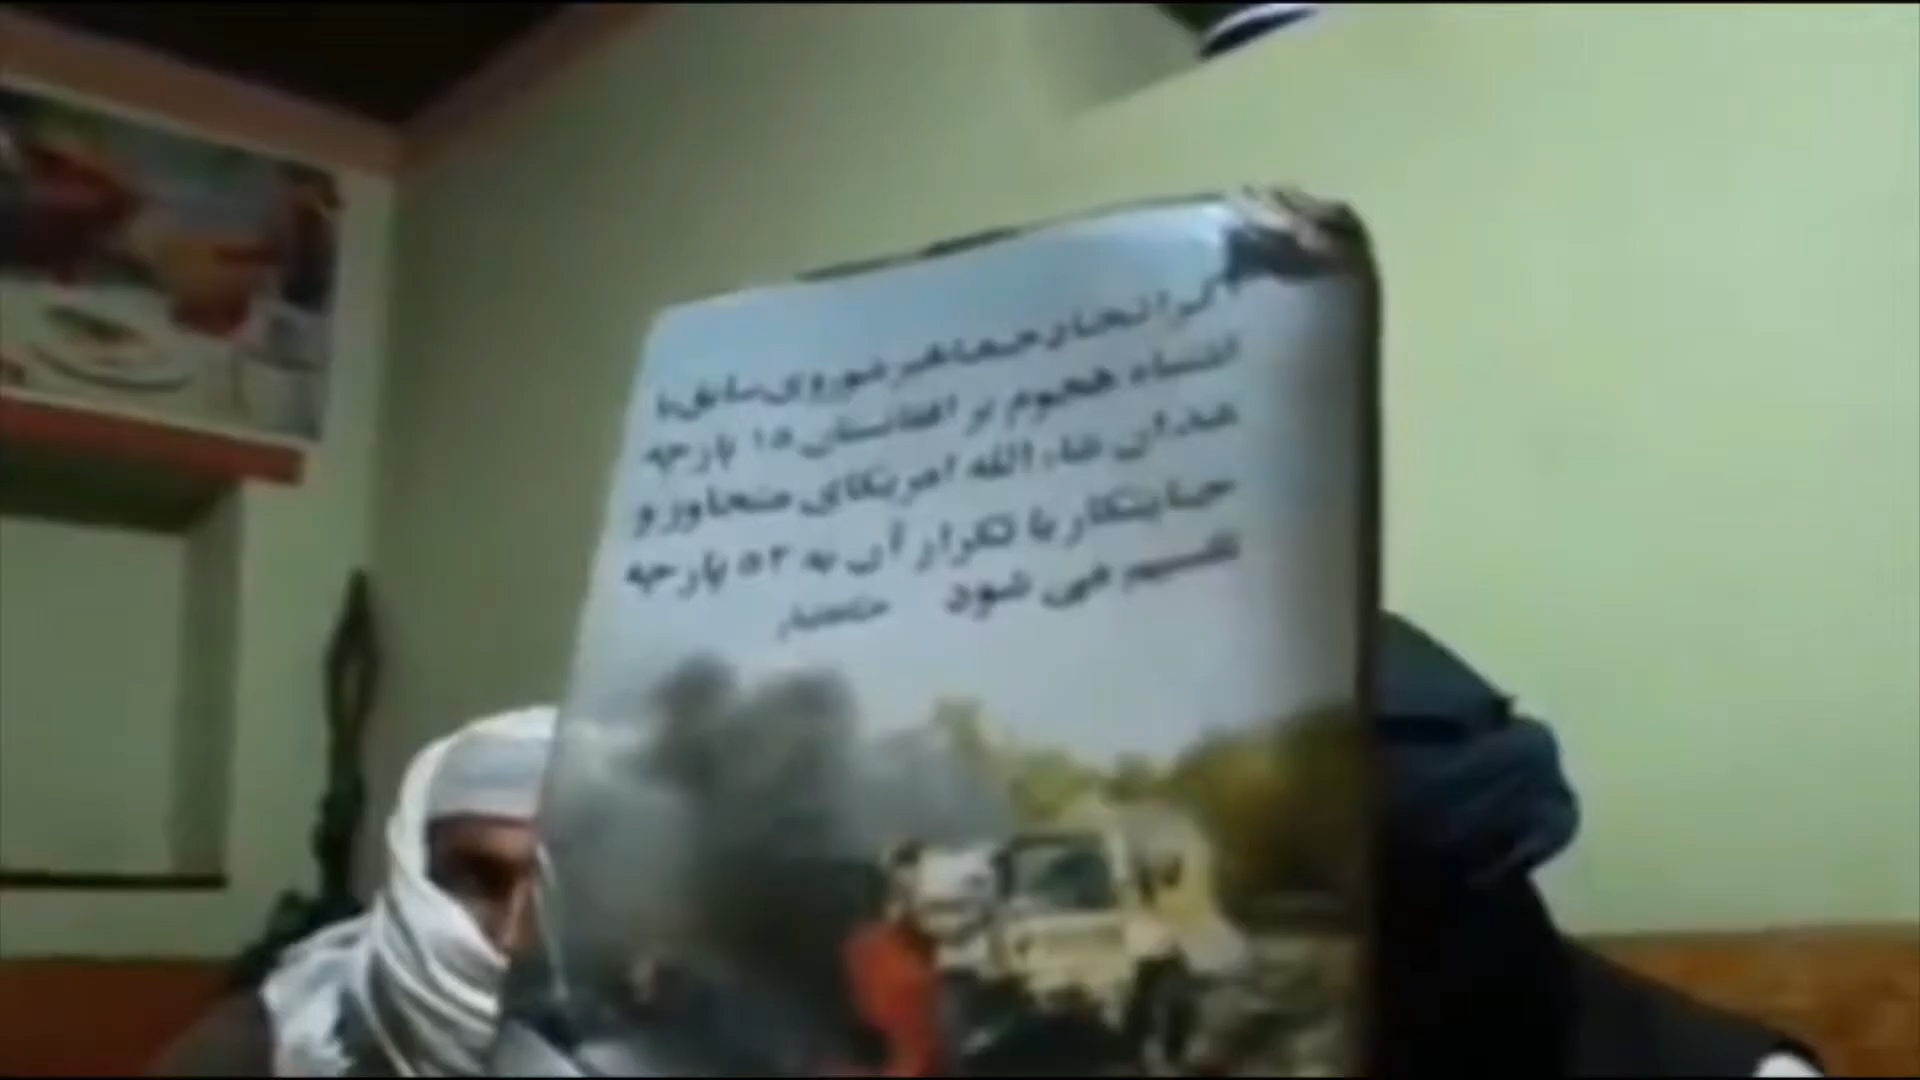 اگر اتحاد جماهیر شوروی سابق با
اشتباه هجوم بر افغانستان ۱۵ پارچه
شد ان شاء الله امریکای متجاوز و
جنایتکار با تکرار آن به ۵۲ پارچه
تقسیم می شود